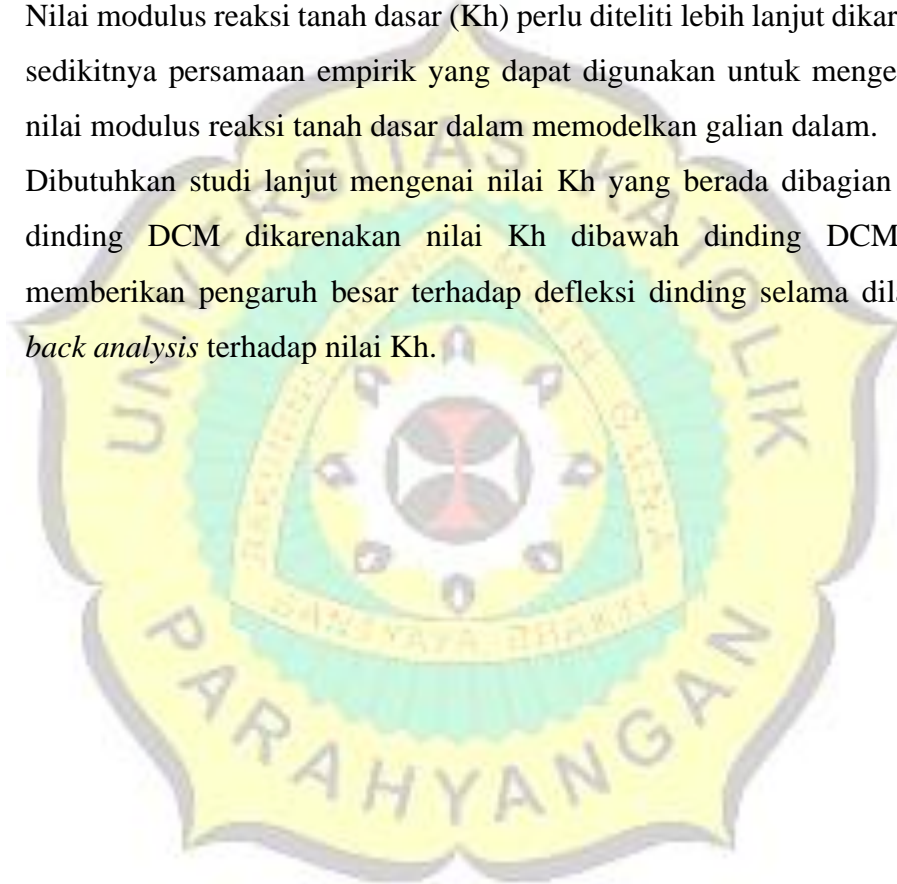 Nilai modulus reaksi tanah dasar (Kh) perlu diteliti lebih lanjut dikar
sedikitnya persamaan empirik yang dapat digunakan untuk menge
nilai modulus reaksi tanah dasar dalam memodelkan galian dalam.
Dibutuhkan studi lanjut mengenai nilai Kh yang berada dibagian
dinding DCM dikarenakan nilai Kh dibawah dinding DCM
memberikan pengaruh besar terhadap defleksi dinding selama dila
back analysis terhadap nilai Kh.
UNIVERSITAS KATOLIK
PARAHYANGAN